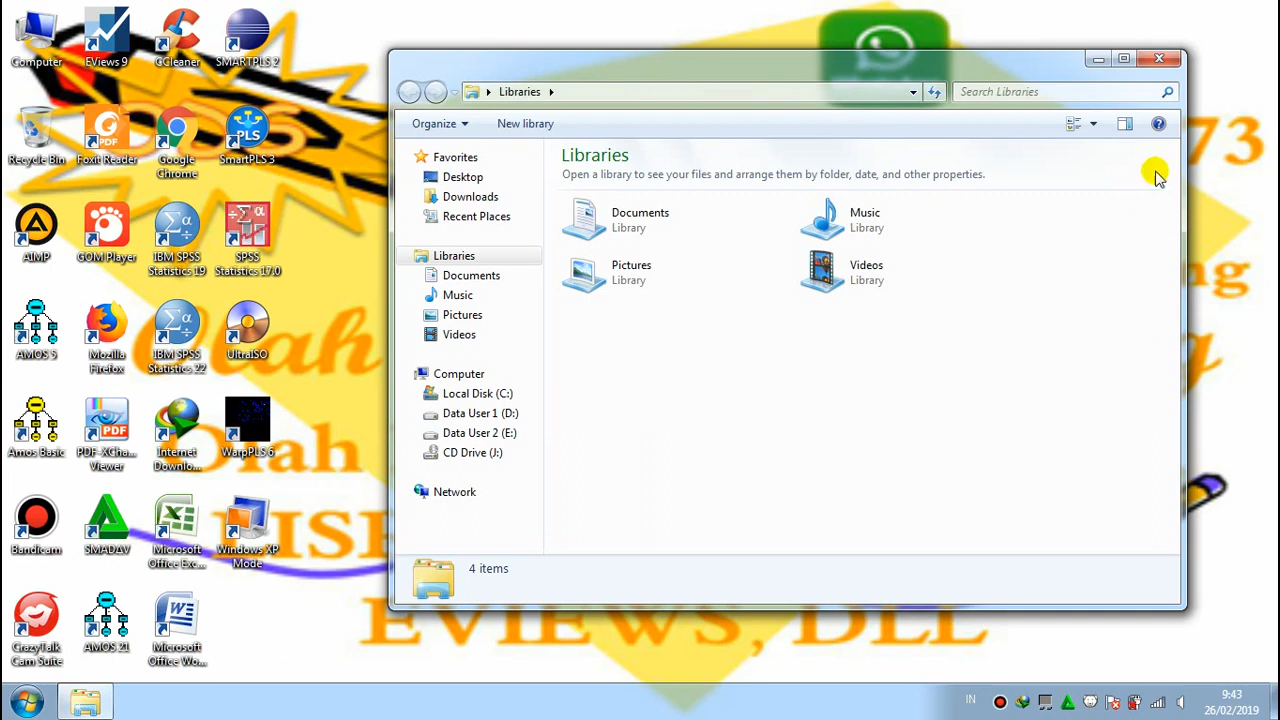 Computer
EViews 9
CCleaner
SMARTPLS 2
Recycle Bin
Foxit Reader
Google
Chrome
SmartPLS 3
AIMP
GOM Player
IBM SPSS
Statistics 19
SPSS
Statistics 17.0
AMOS 5
Mozilla
Firefox
IBM SPSS
Statistics 22
UltraISO
Amos Basic
PDF-XCha...
Viewer
Internet
Downlo...
WarpPLS 6
Bandicam
SMADΔV
Microsoft
Office Exc...
Windows XP
Mode
CrazyTalk
Cam Suite
AMOS 21
Microsoft
Office Wo...
Libraries
Search Libraries
Organize
New library
Favorites
Desktop
Downloads
Recent Places
Libraries
Documents
Music
Pictures
Videos
Computer
Local Disk (C:)
Data User 1 (D:)
Data User 2 (E:)
CD Drive (J:)
Network
Libraries
Open a library to see your files and arrange them by folder, date, and other properties.
Documents
Library
Music
Library
Pictures
Library
Videos
Library
4 items
73
ng
Olah
Olah
EVIEWS, DLL
IN
9:43
26/02/2019